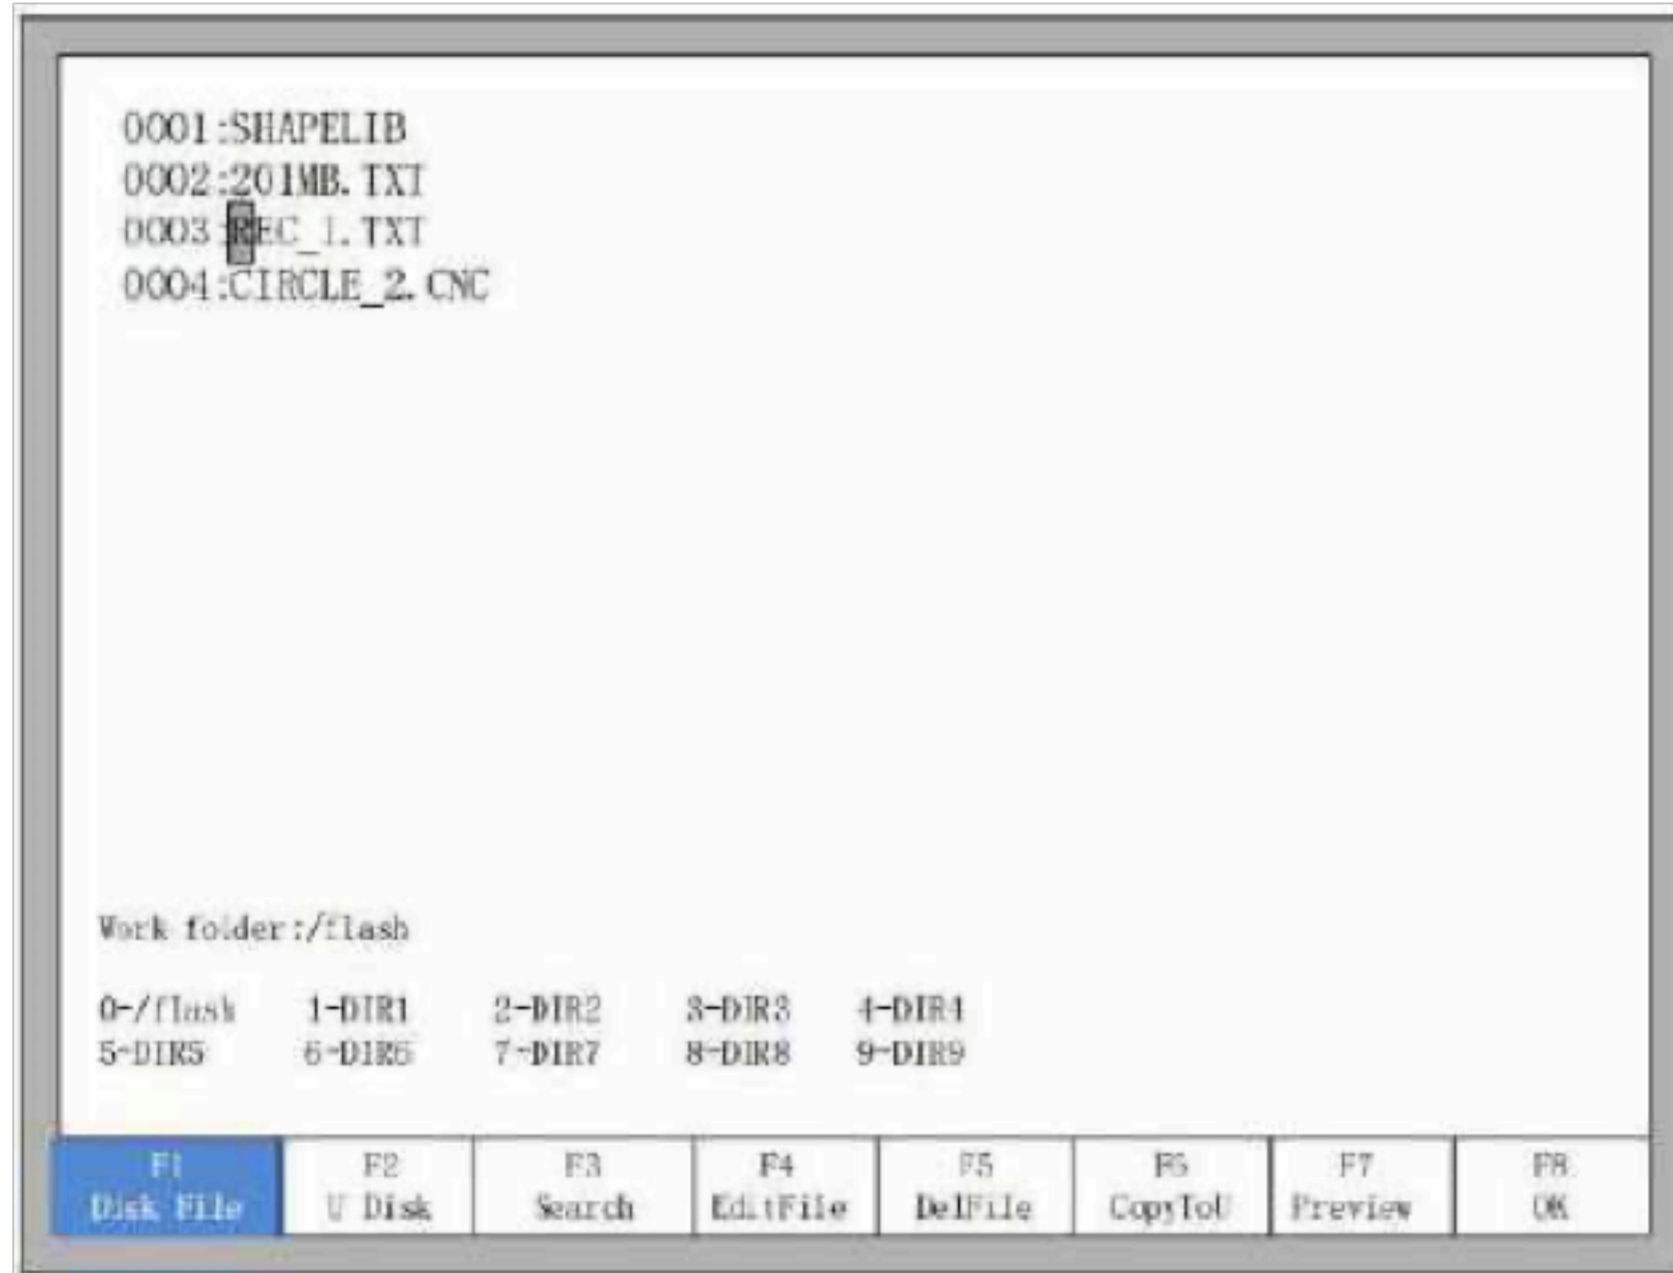 0001:SHAPELIB
0002:201MB.TXT
0003:REC_1.TXT
0004:CIRCLE_2.CNC
Work folder:/flash
0-/flash 1-DIR1 2-DIR2 3-DIR3 4-DIR4
5-DIR5 6-DIR6 7-DIR7 8-DIR8 9-DIR9
F1 F2 F3 F4 F5 F6 F7 F8
Disk File U Disk Search EditFile DelFile CopyToU Preview OK